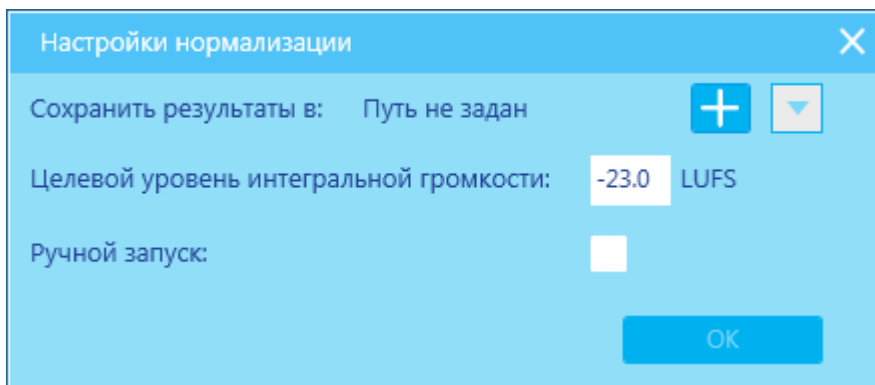 Настройки нормализации
Сохранить результаты в: Путь не задан
Целевой уровень интегральной громкости: -23.0 LUFS
Ручной запуск:
OK